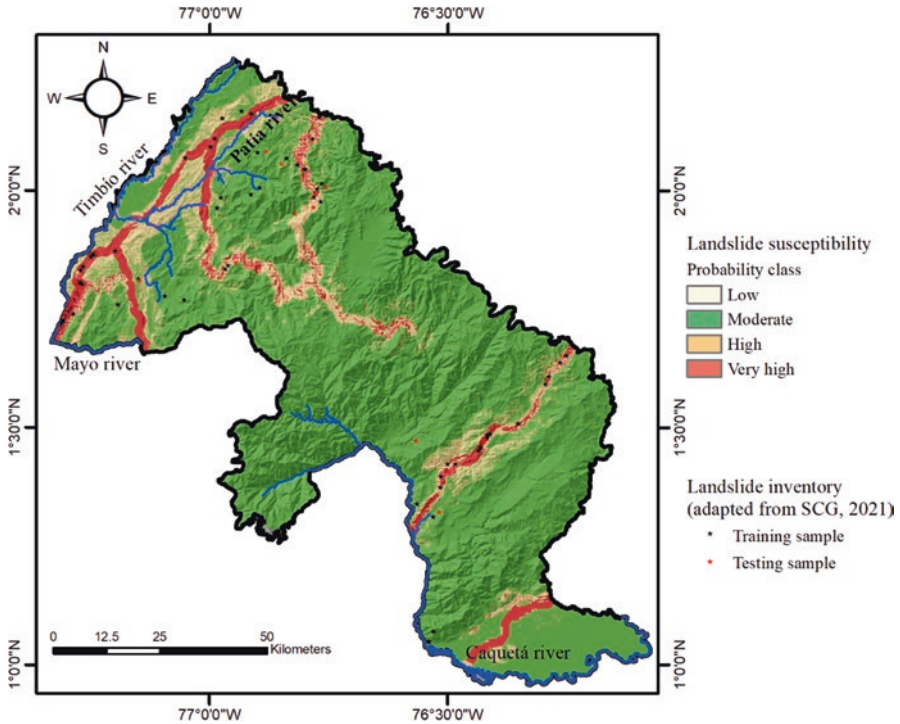 77°0'0"W
76°30'0"W
N
W
E
S
Patía river
Timbío river
2°0'0"N
2°0'0"N
Mayo river
1°30'0"N
1°30'0"N
Caquetá river
1°0'0"N
1°0'0"N
0 12.5 25 50
Kilometers
77°0'0"W
76°30'0"W
Landslide susceptibility
Probability class
Low
Moderate
High
Very high
Landslide inventory
(adapted from SCG, 2021)
Training sample
Testing sample